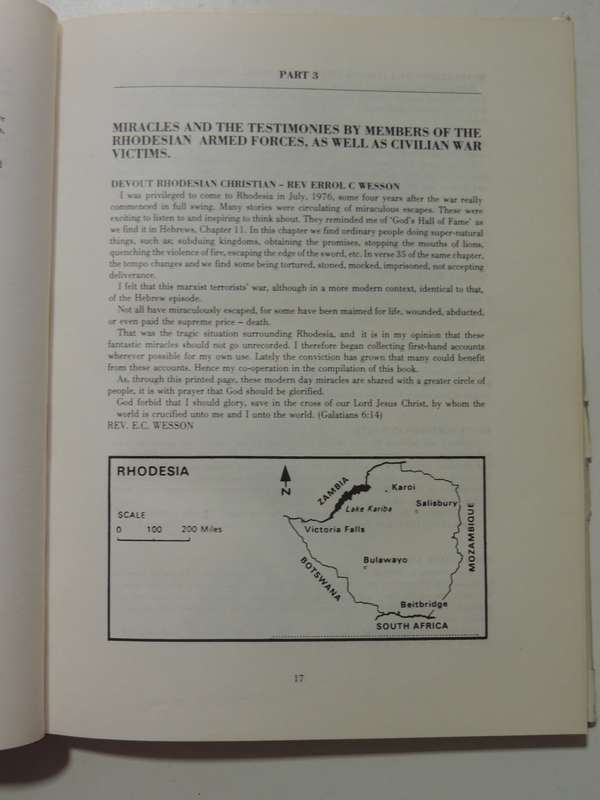 PART 3
MIRACLES AND THE TESTIMONIES BY MEMBERS OF THE
RHODESIAN ARMED FORCES, AS WELL AS CIVILIAN WAR
VICTIMS.
DEVOUT RHODESIAN CHRISTIAN – REV ERROL C WESSON
I was privileged to come to Rhodesia in July, 1976, some four years after the war really
commenced in full swing. Many stories were circulating of miraculous escapes. These were
exciting to listen to and inspiring to think about. They reminded me of 'God's Hall of Fame' as
we find it in Hebrews, Chapter 11. In this chapter we find ordinary people doing super-natural
things, such as; subduing kingdoms, obtaining the promises, stopping the mouths of lions,
quenching the violence of fire, escaping the edge of the sword, etc. In verse 35 of the same chapter,
the tempo changes and we find some being tortured, stoned, mocked, imprisoned, not accepting
deliverance.
I felt that this marxist terrorists' war, although in a more modern context, identical to that,
of the Hebrew episode.
Not all have miraculously escaped, for some have been maimed for life, wounded, abducted,
or even paid the supreme price – death.
That was the tragic situation surrounding Rhodesia, and it is in my opinion that these
fantastic miracles should not go unrecorded. I therefore began collecting first-hand accounts
wherever possible for my own use. Lately the conviction has grown that many could benefit
from these accounts. Hence my co-operation in the compilation of this book.
As, through this printed page, these modern day miracles are shared with a greater circle of
people, it is with prayer that God should be glorified.
God forbid that I should glory, save in the cross of our Lord Jesus Christ, by whom the
world is crucified unto me and I unto the world. (Galatians 6:14)
REV. E.C. WESSON
RHODESIA
N
ZAMBIA
Karoi
Lake Kariba
Salisbury
SCALE
0 100 200 Miles
Victoria Falls
MOZAMBIQUE
Bulawayo
BOTSWANA
Beitbridge
SOUTH AFRICA
17